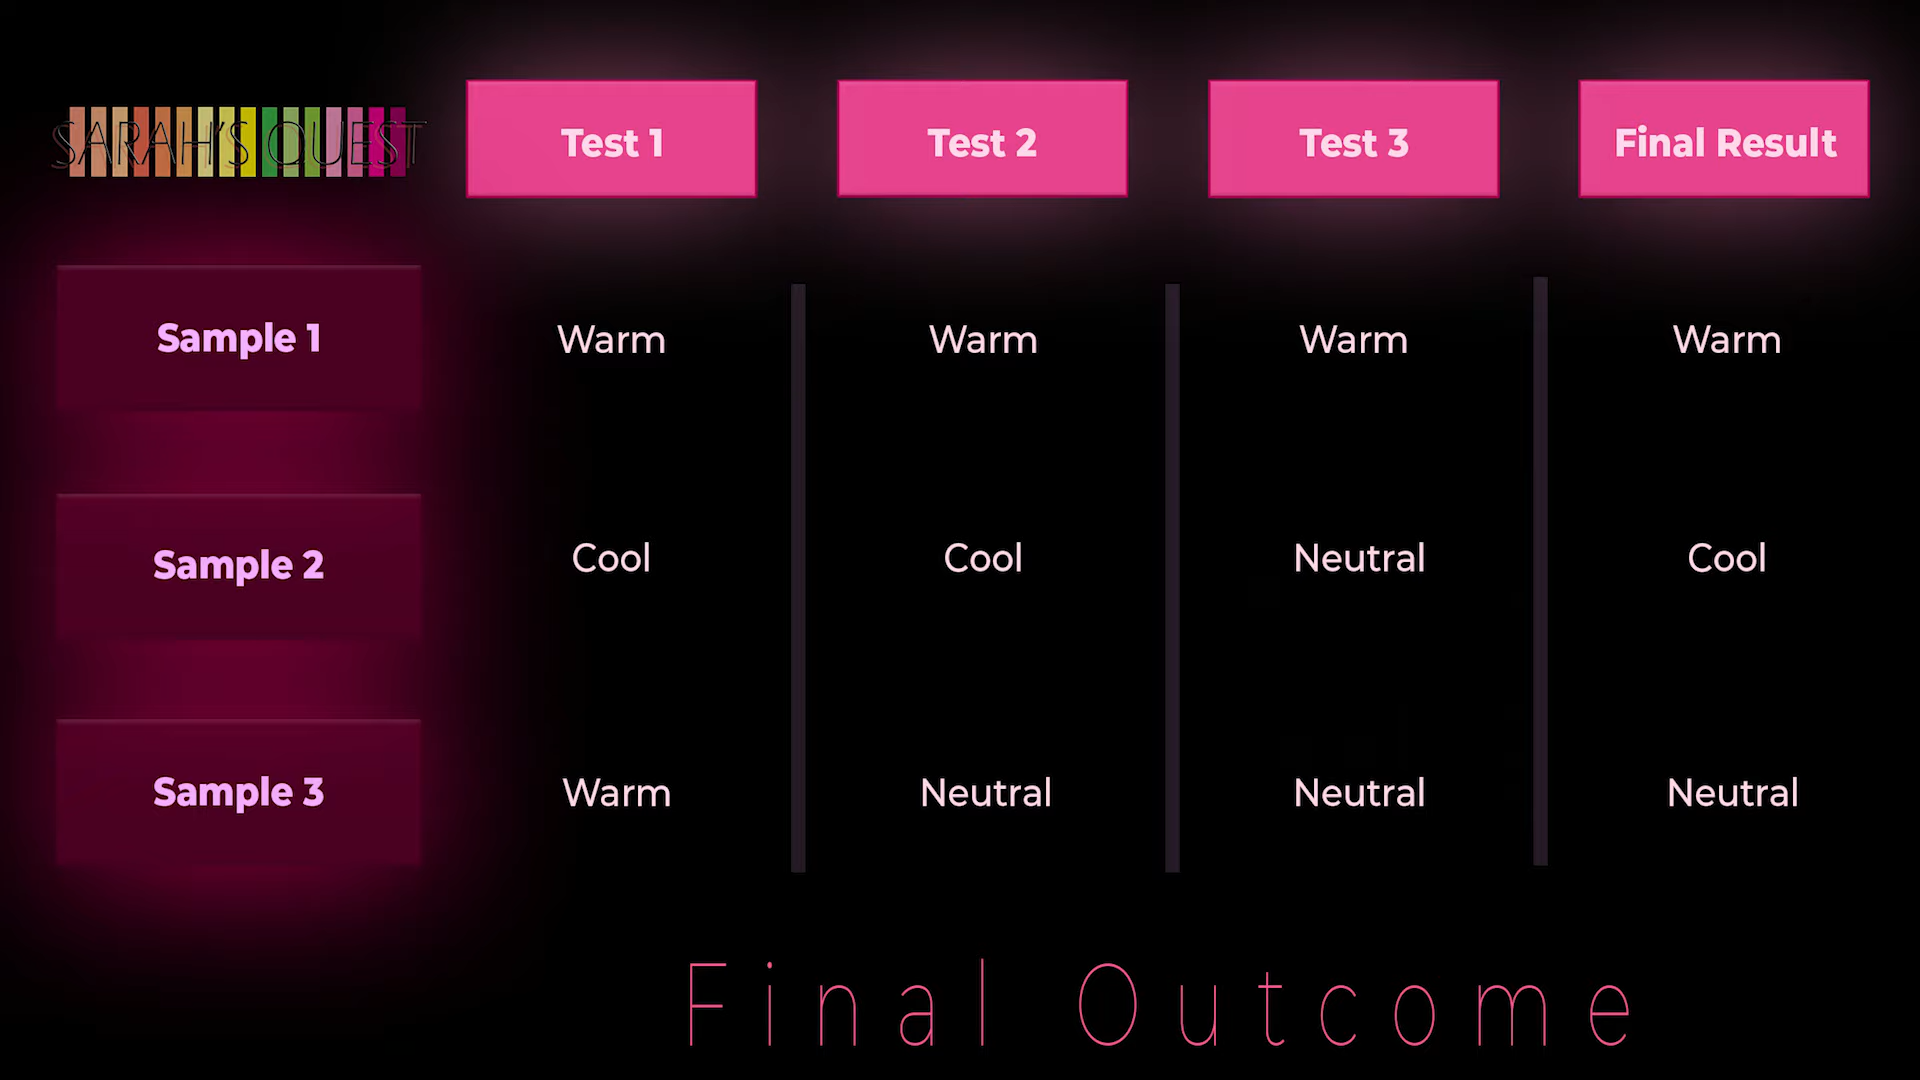 SARAH'S QUEST
Test 1
Test 2
Test 3
Final Result
Sample 1
Warm
Warm
Warm
Warm
Sample 2
Cool
Cool
Neutral
Cool
Sample 3
Warm
Neutral
Neutral
Neutral
Final Outcome